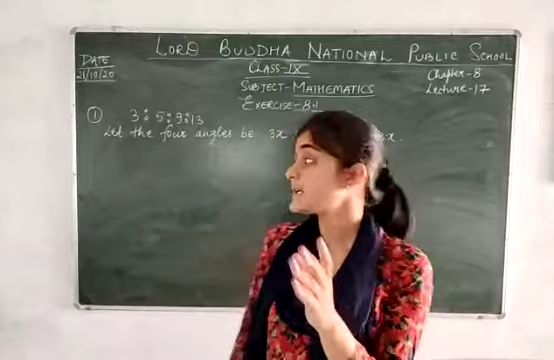 LORD BUDDHA NATIONAL PUBLIC SCHOOL
DATE
21/10/20
CLASS-IX
SUBJECT-MATHEMATICS
EXERCISE-8.1
Chapter-8
Lecture-17
① 3:5:9:13
Let the four angles be 3x, x.